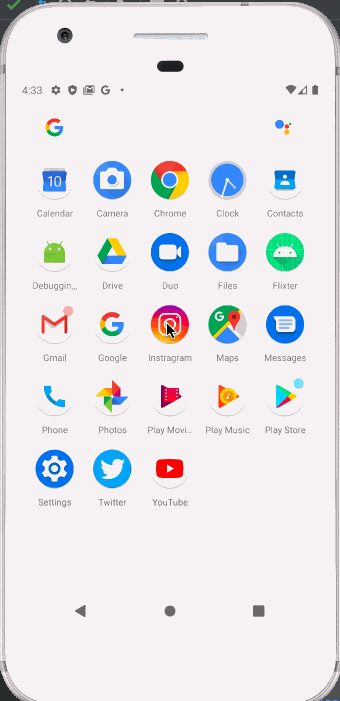 4:33
G
G
10
Calendar Camera Chrome Clock Contacts
Debuggin... Drive Duo Files Flixter
G
Gmail Google Instragram Maps Messages
Phone Photos Play Movi... Play Music Play Store
Settings Twitter YouTube